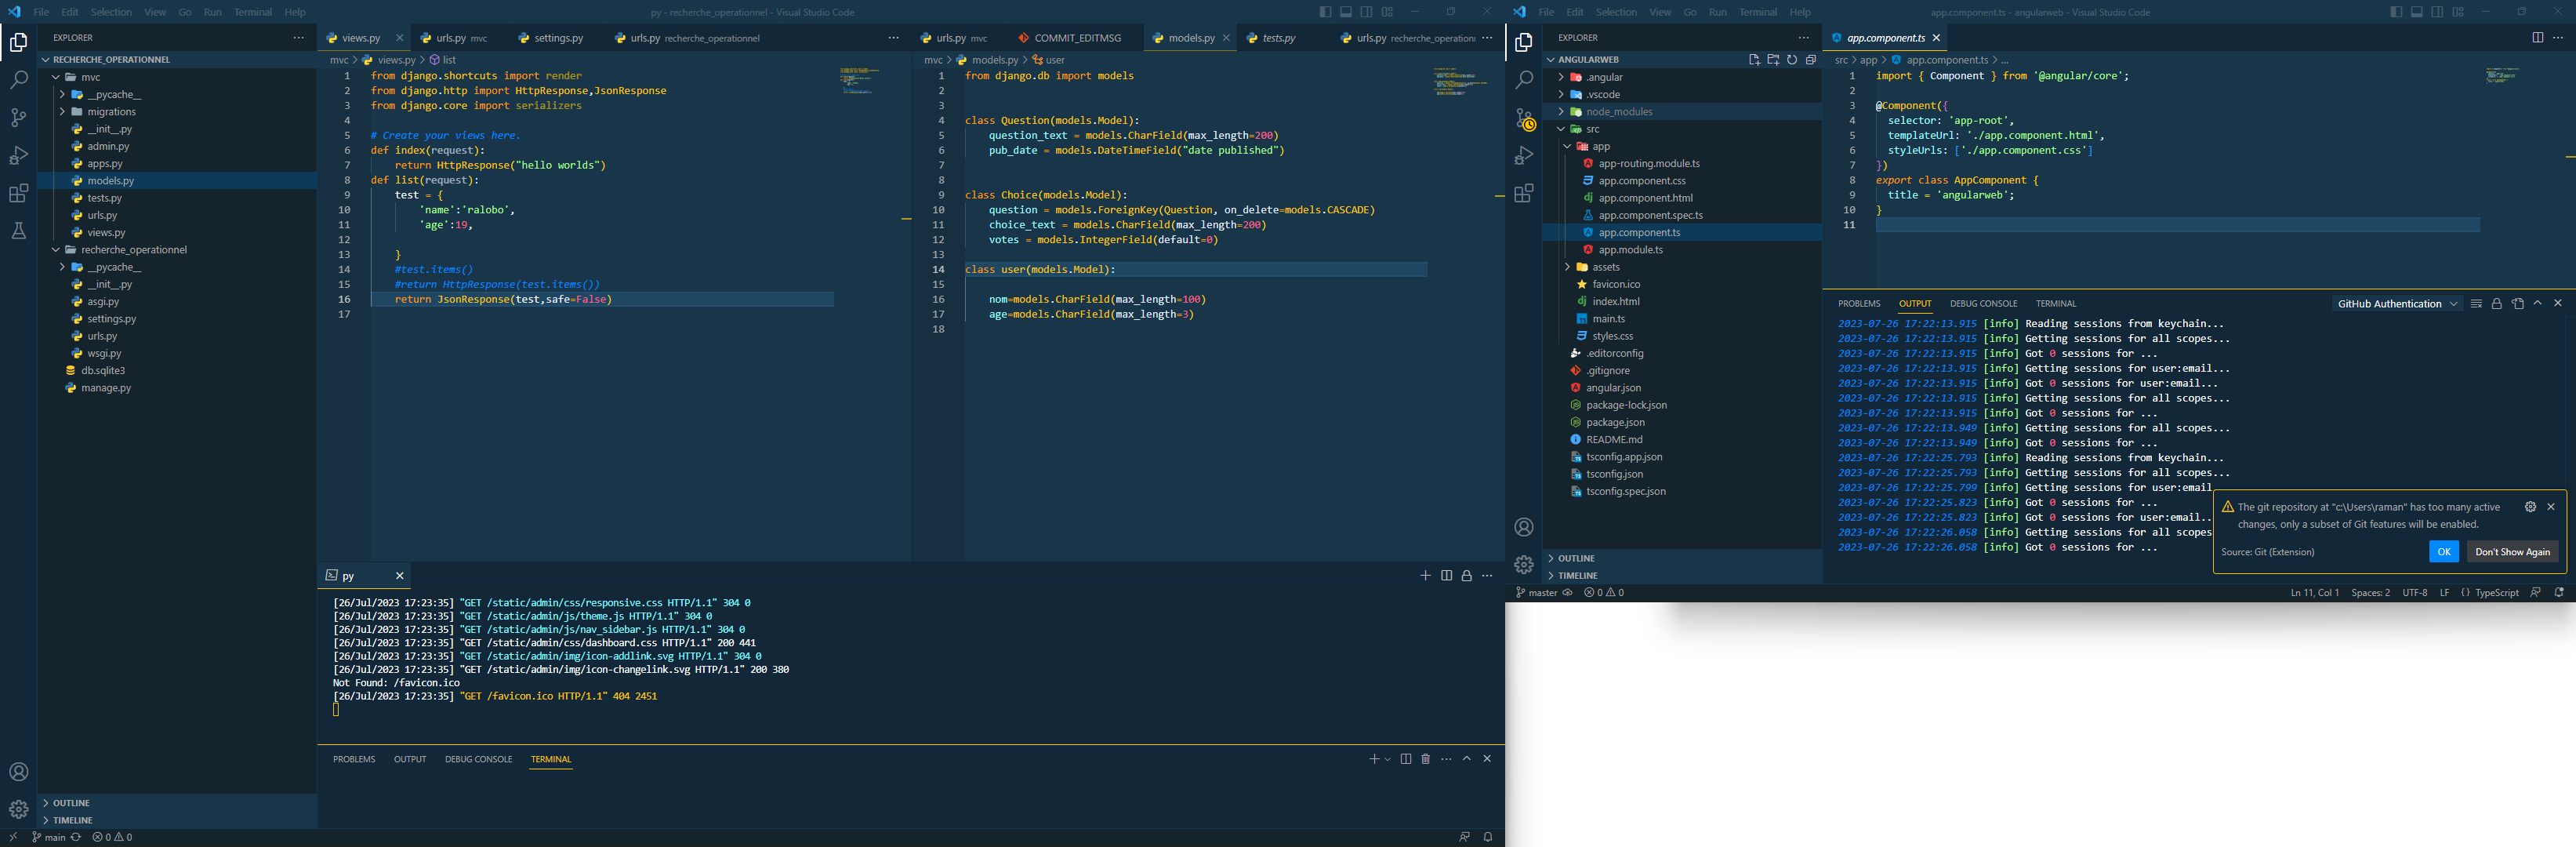 File Edit Selection View Go Run Terminal Help
py - recherche_operationnel - Visual Studio Code
EXPLORER
RECHERCHE_OPERATIONNEL
mvc
__pycache__
migrations
__init__.py
admin.py
apps.py
models.py
tests.py
urls.py
views.py
recherche_operationnel
__pycache__
__init__.py
asgi.py
settings.py
urls.py
wsgi.py
db.sqlite3
manage.py
OUTLINE
TIMELINE
main 0 0
views.py urls.py mvc settings.py urls.py recherche_operationnel
mvc > views.py > list
1 from django.shortcuts import render
2 from django.http import HttpResponse,JsonResponse
3 from django.core import serializers
4
5 # Create your views here.
6 def index(request):
7 return HttpResponse("hello worlds")
8 def list(request):
9 test = {
10 'name':'ralobo',
11 'age':19,
12
13 }
14 #test.items()
15 #return HttpResponse(test.items())
16 return JsonResponse(test,safe=False)
17
urls.py mvc COMMIT_EDITMSG models.py tests.py urls.py recherche_operation
mvc > models.py > user
1 from django.db import models
2
3
4 class Question(models.Model):
5 question_text = models.CharField(max_length=200)
6 pub_date = models.DateTimeField("date published")
7
8
9 class Choice(models.Model):
10 question = models.ForeignKey(Question, on_delete=models.CASCADE)
11 choice_text = models.CharField(max_length=200)
12 votes = models.IntegerField(default=0)
13
14 class user(models.Model):
15
16 nom=models.CharField(max_length=100)
17 age=models.CharField(max_length=3)
18
py
[26/Jul/2023 17:23:35] "GET /static/admin/css/responsive.css HTTP/1.1" 304 0
[26/Jul/2023 17:23:35] "GET /static/admin/js/theme.js HTTP/1.1" 304 0
[26/Jul/2023 17:23:35] "GET /static/admin/js/nav_sidebar.js HTTP/1.1" 304 0
[26/Jul/2023 17:23:35] "GET /static/admin/css/dashboard.css HTTP/1.1" 200 441
[26/Jul/2023 17:23:35] "GET /static/admin/img/icon-addlink.svg HTTP/1.1" 304 0
[26/Jul/2023 17:23:35] "GET /static/admin/img/icon-changelink.svg HTTP/1.1" 200 380
Not Found: /favicon.ico
[26/Jul/2023 17:23:35] "GET /favicon.ico HTTP/1.1" 404 2451
PROBLEMS OUTPUT DEBUG CONSOLE TERMINAL
File Edit Selection View Go Run Terminal Help
app.component.ts - angularweb - Visual Studio Code
EXPLORER
ANGULARWEB
.angular
.vscode
node_modules
src
app
app-routing.module.ts
app.component.css
app.component.html
app.component.spec.ts
app.component.ts
app.module.ts
assets
favicon.ico
index.html
main.ts
styles.css
.editorconfig
.gitignore
angular.json
package-lock.json
package.json
README.md
tsconfig.app.json
tsconfig.json
tsconfig.spec.json
OUTLINE
TIMELINE
app.component.ts
src > app > app.component.ts > ...
1 import { Component } from '@angular/core';
2
3 @Component({
4 selector: 'app-root',
5 templateUrl: './app.component.html',
6 styleUrls: ['./app.component.css']
7 })
8 export class AppComponent {
9 title = 'angularweb';
10 }
11
PROBLEMS OUTPUT DEBUG CONSOLE TERMINAL
GitHub Authentication
2023-07-26 17:22:13.915 [info] Reading sessions from keychain...
2023-07-26 17:22:13.915 [info] Getting sessions for all scopes...
2023-07-26 17:22:13.915 [info] Got 0 sessions for ...
2023-07-26 17:22:13.915 [info] Getting sessions for user:email...
2023-07-26 17:22:13.915 [info] Got 0 sessions for user:email...
2023-07-26 17:22:13.915 [info] Getting sessions for all scopes...
2023-07-26 17:22:13.915 [info] Got 0 sessions for ...
2023-07-26 17:22:13.949 [info] Getting sessions for all scopes...
2023-07-26 17:22:13.949 [info] Got 0 sessions for ...
2023-07-26 17:22:25.793 [info] Reading sessions from keychain...
2023-07-26 17:22:25.793 [info] Getting sessions for all scopes...
2023-07-26 17:22:25.799 [info] Getting sessions for user:email
2023-07-26 17:22:25.823 [info] Got 0 sessions for ...
2023-07-26 17:22:25.823 [info] Got 0 sessions for user:email..
2023-07-26 17:22:26.058 [info] Getting sessions for all scopes
2023-07-26 17:22:26.058 [info] Got 0 sessions for ...
The git repository at "c:\Users\raman" has too many active
changes, only a subset of Git features will be enabled.
Source: Git (Extension)
OK Don't Show Again
master 0 0
Ln 11, Col 1 Spaces: 2 UTF-8 LF {} TypeScript